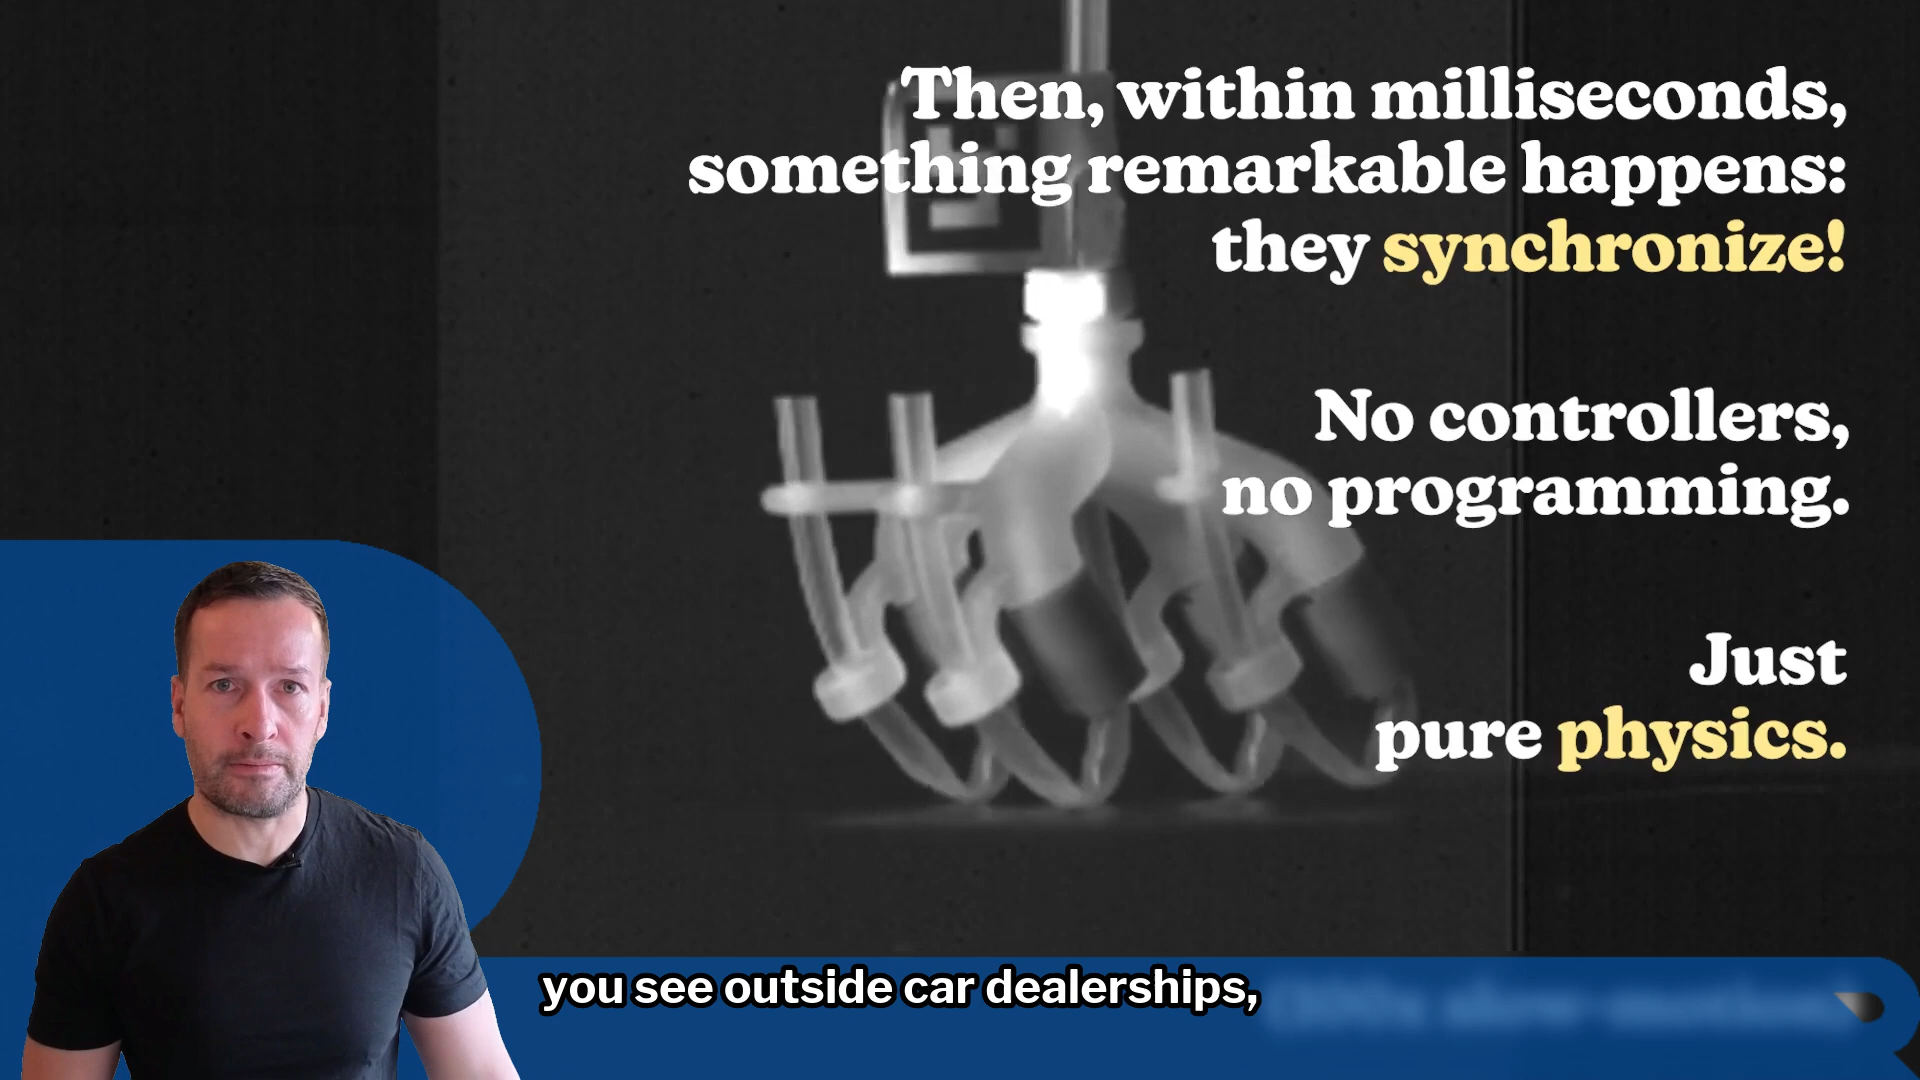 Then, within milliseconds,
something remarkable happens:
they synchronize!
No controllers,
no programming.
Just
pure physics.
you see outside car dealerships,